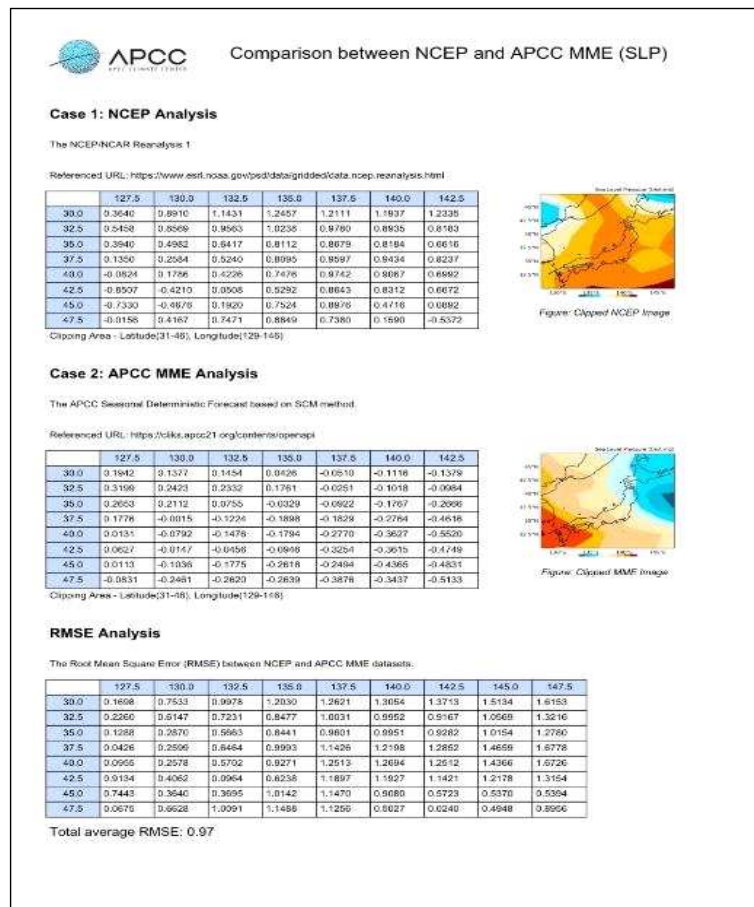 APCC
APEC CLIMATE CENTER
Comparison between NCEP and APCC MME (SLP)
Case 1: NCEP Analysis
The NCEP/NCAR Reanalysis 1
Referenced URL: https://www.esrl.noaa.gov/psd/data/gridded/data.ncep.reanalysis.html
127.5 130.0 132.5 135.0 137.5 140.0 142.5
30.0 0.3640 0.8910 1.1431 1.2457 1.2111 1.1937 1.2335
32.5 0.5458 0.8569 0.9563 1.0238 0.9780 0.8935 0.8183
35.0 0.3940 0.4982 0.6417 0.8112 0.8679 0.8184 0.6616
37.5 0.1350 0.2584 0.5240 0.8095 0.9597 0.9434 0.8237
40.0 -0.0824 0.1786 0.4226 0.7476 0.9742 0.9067 0.6992
42.5 -0.8507 -0.4210 0.0508 0.5292 0.8643 0.8312 0.6672
45.0 -0.7330 -0.4676 0.1920 0.7524 0.8976 0.4716 0.0892
47.5 -0.0156 0.4167 0.7471 0.8849 0.7380 0.1590 -0.5372
Clipping Area - Latitude(31-46), Longitude(129-146)
Figure: Clipped NCEP Image
Case 2: APCC MME Analysis
The APCC Seasonal Deterministic Forecast based on SCM method.
Referenced URL: https://cliks.apcc21.org/contents/openapi
127.5 130.0 132.5 135.0 137.5 140.0 142.5
30.0 0.1942 0.1377 0.1454 0.0426 -0.0510 -0.1116 -0.1379
32.5 0.3199 0.2423 0.2332 0.1761 -0.0251 -0.1018 -0.0984
35.0 0.2653 0.2112 0.0755 -0.0329 -0.0922 -0.1767 -0.2666
37.5 0.1776 -0.0015 -0.1224 -0.1898 -0.1829 -0.2764 -0.4616
40.0 0.0131 -0.0792 -0.1476 -0.1794 -0.2770 -0.3627 -0.5520
42.5 0.0627 -0.0147 -0.0456 -0.0946 -0.3254 -0.3615 -0.4749
45.0 0.0113 -0.1036 -0.1775 -0.2618 -0.2494 -0.4365 -0.4831
47.5 -0.0831 -0.2461 -0.2620 -0.2639 -0.3876 -0.3437 -0.5133
Clipping Area - Latitude(31-46), Longitude(129-146)
Figure: Clipped MME Image
RMSE Analysis
The Root Mean Square Error (RMSE) between NCEP and APCC MME datasets.
127.5 130.0 132.5 135.0 137.5 140.0 142.5 145.0 147.5
30.0 0.1698 0.7533 0.9978 1.2030 1.2621 1.3054 1.3713 1.5134 1.6153
32.5 0.2260 0.6147 0.7231 0.8477 1.0031 0.9952 0.9167 1.0569 1.3216
35.0 0.1288 0.2870 0.5663 0.8441 0.9601 0.9951 0.9282 1.0154 1.2780
37.5 0.0426 0.2599 0.6464 0.9993 1.1426 1.2198 1.2852 1.4659 1.6778
40.0 0.0955 0.2578 0.5702 0.9271 1.2513 1.2694 1.2512 1.4366 1.6726
42.5 0.9134 0.4062 0.0964 0.6238 1.1897 1.1927 1.1421 1.2178 1.3154
45.0 0.7443 0.3640 0.3695 1.0142 1.1470 0.9080 0.5723 0.5370 0.5394
47.5 0.0675 0.6628 1.0091 1.1488 1.1256 0.5027 0.0240 0.4948 0.8956
Total average RMSE: 0.97